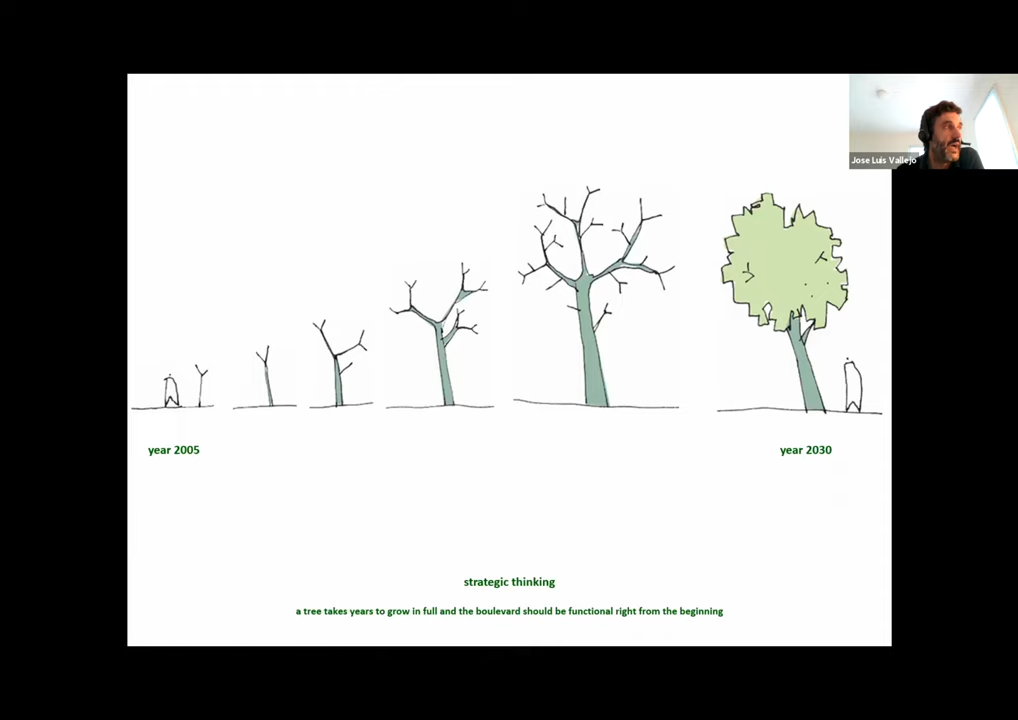 Jose Luis Vallejo
year 2005
year 2030
strategic thinking
a tree takes years to grow in full and the boulevard should be functional right from the beginning